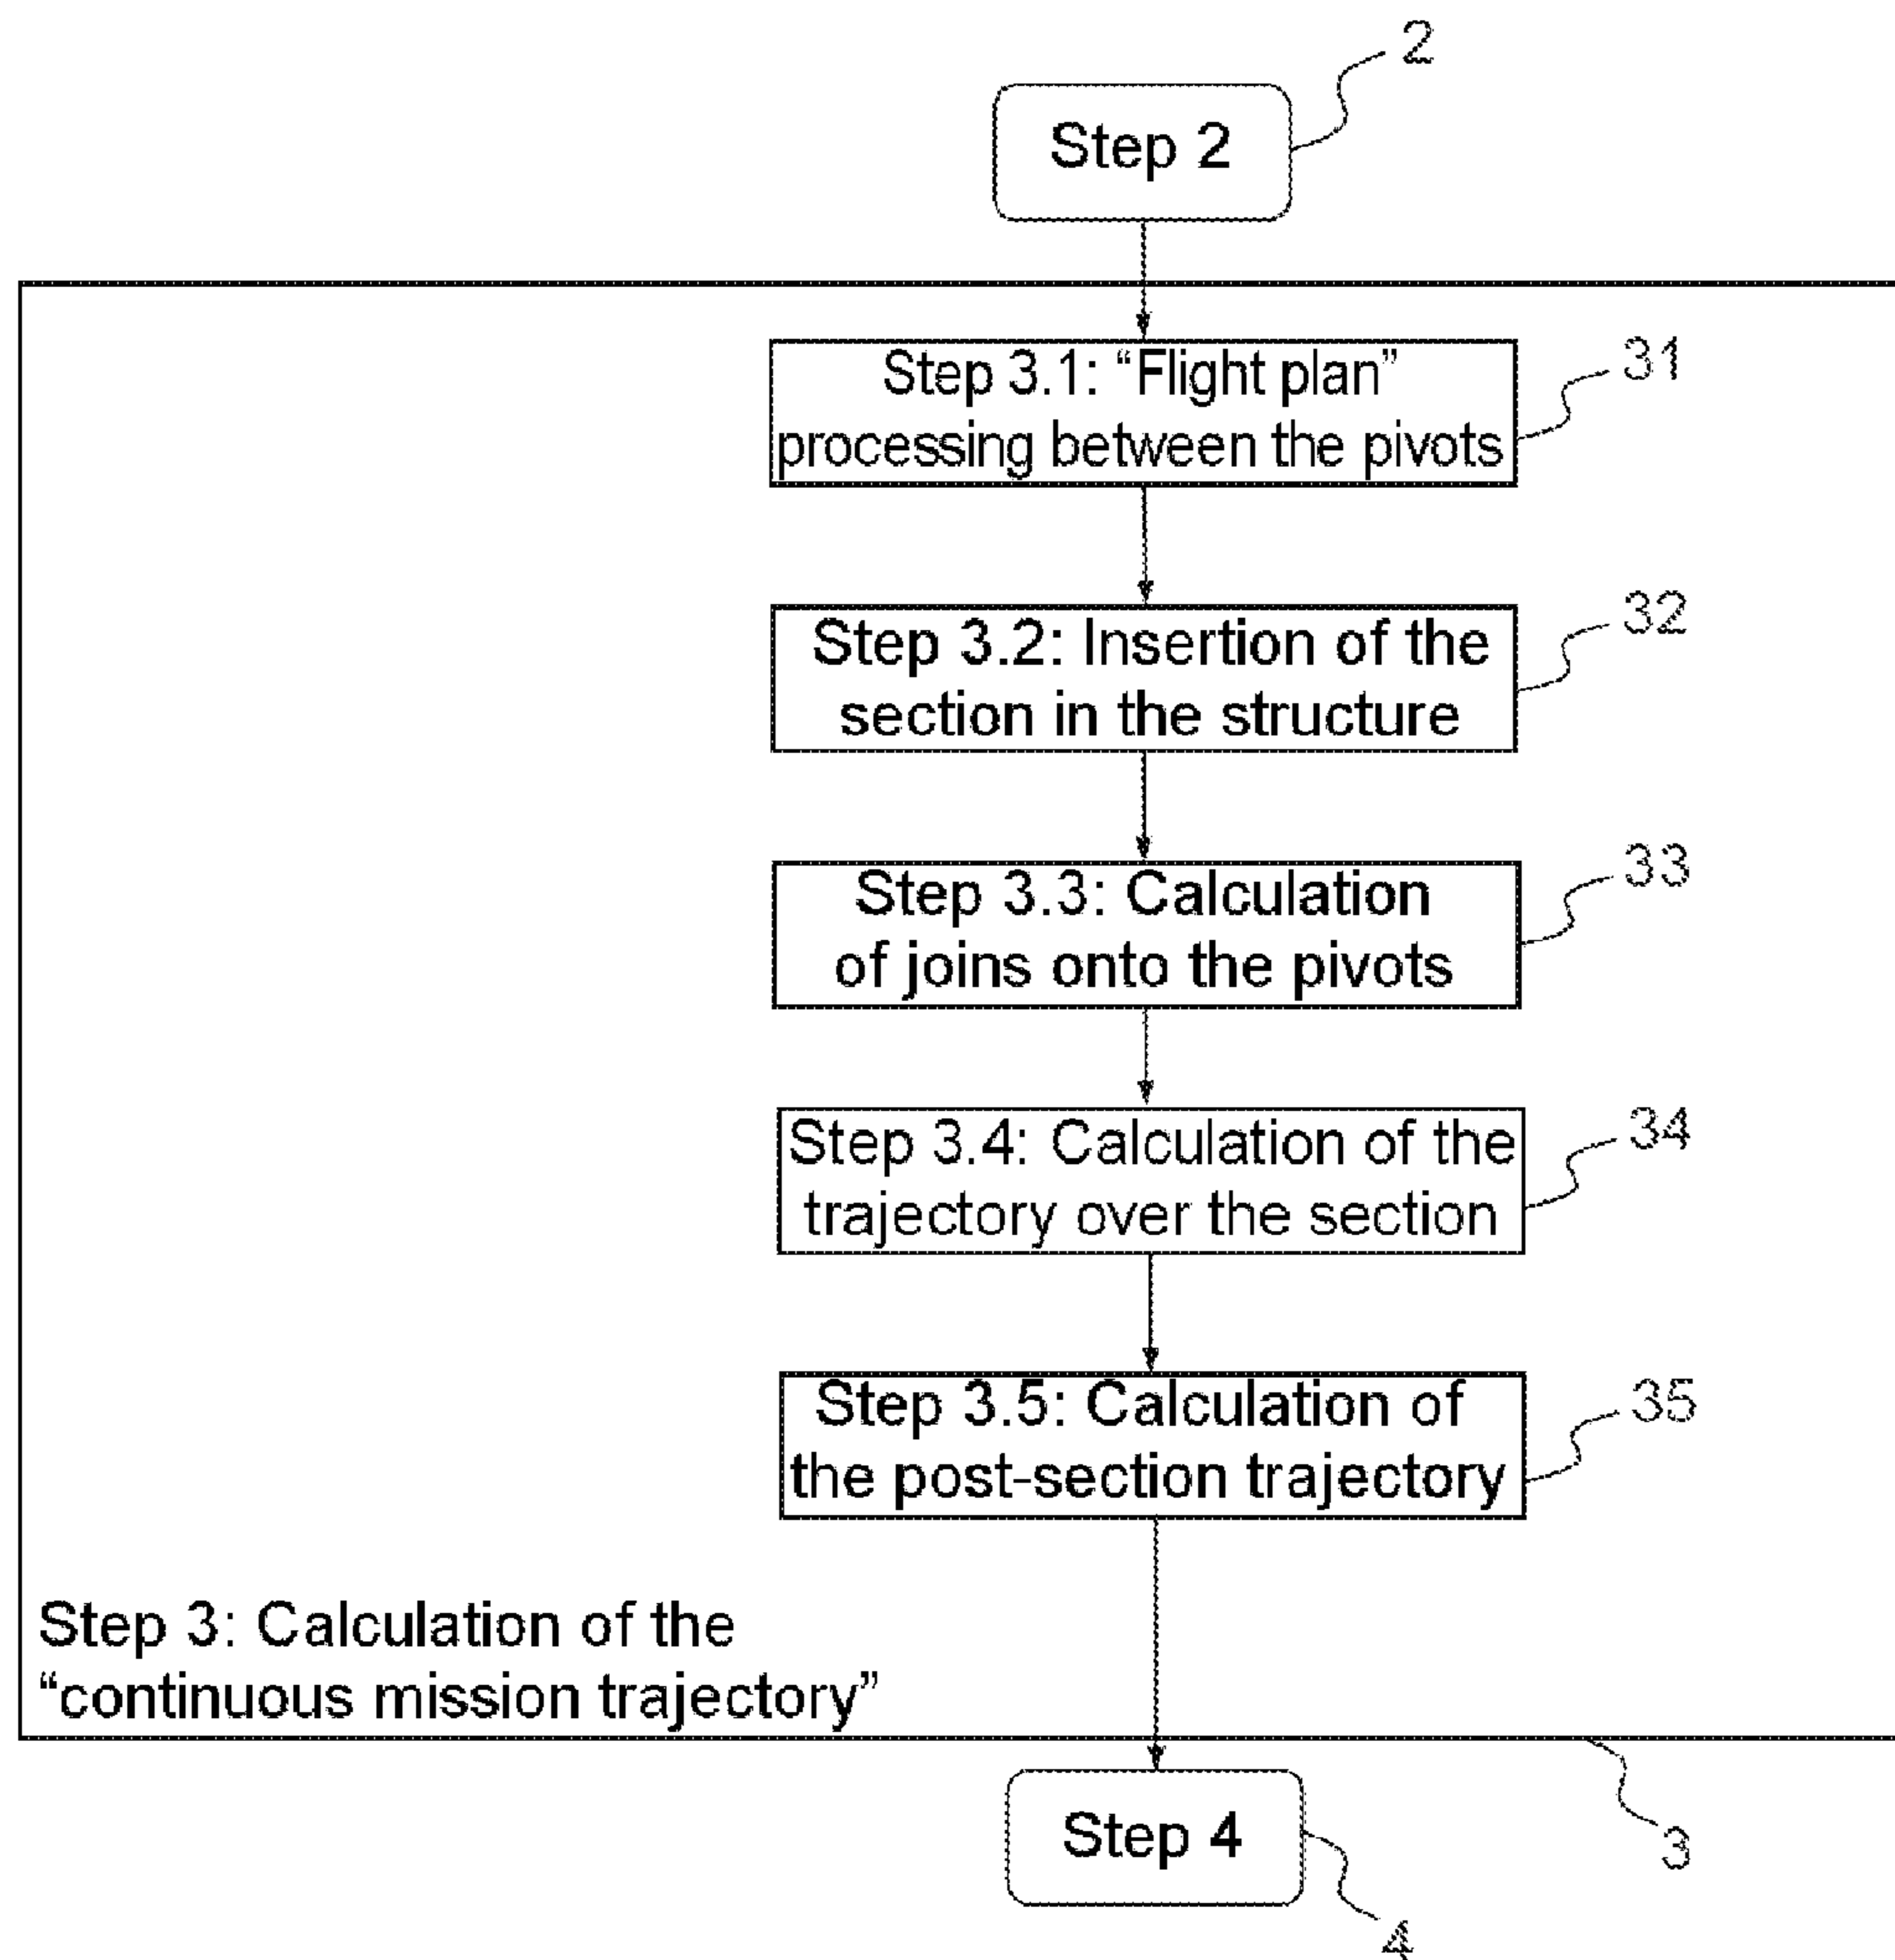 2
Step 2
Step 3.1: “Flight plan”
processing between the pivots
31
Step 3.2: Insertion of the
section in the structure
32
Step 3.3: Calculation
of joins onto the pivots
33
Step 3.4: Calculation of the
trajectory over the section
34
Step 3.5: Calculation of
the post-section trajectory
35
Step 3: Calculation of the
“continuous mission trajectory”
3
Step 4
4